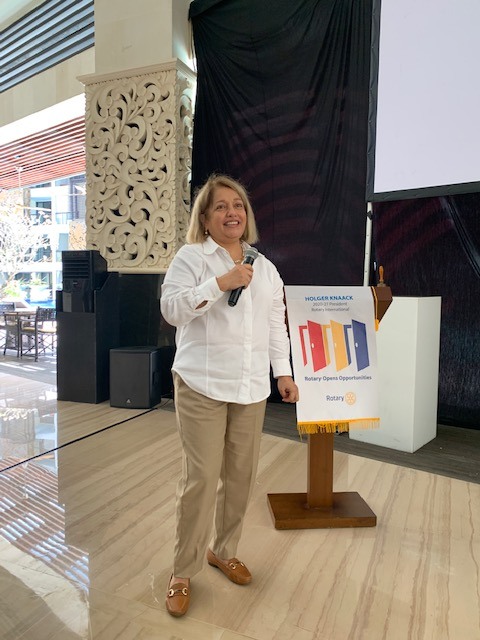 HOLGER KNAACK
2020-21 President
Rotary International
Rotary Opens Opportunities
Rotary